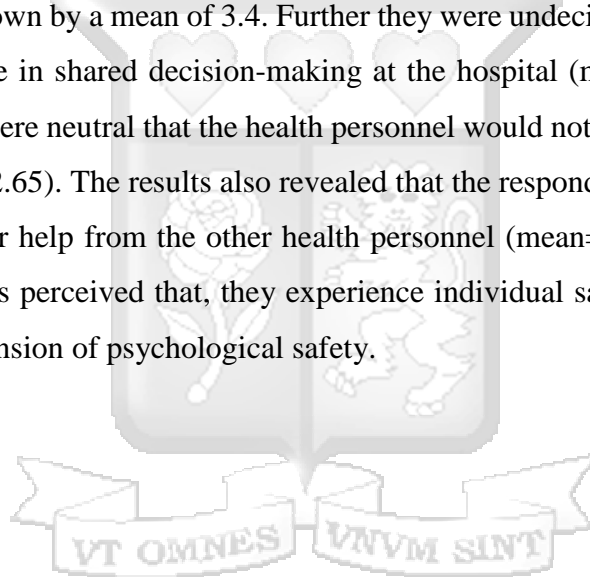 own by a mean of 3.4. Further they were undeci
e in shared decision-making at the hospital (m
ere neutral that the health personnel would not
2.65). The results also revealed that the respond
r help from the other health personnel (mean=
s perceived that, they experience individual sa
nsion of psychological safety.
VT OMNES VNVM SINT